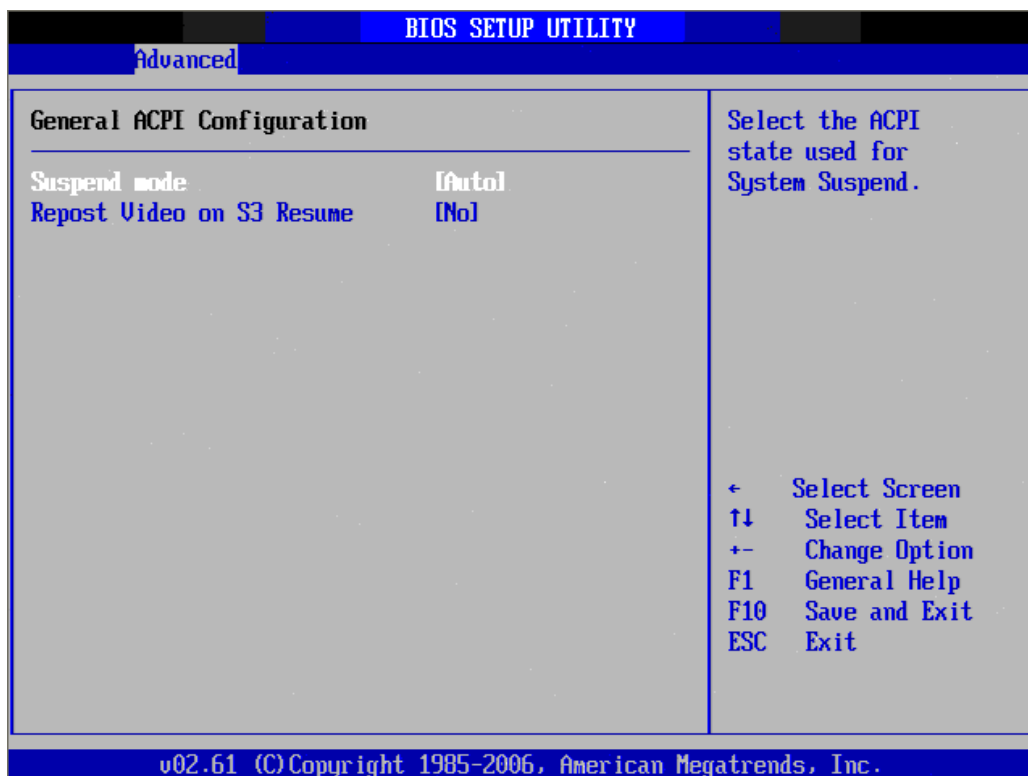 BIOS SETUP UTILITY
Advanced
General ACPI Configuration
Suspend mode [Auto]
Repost Video on S3 Resume [No]
Select the ACPI
state used for
System Suspend.
← Select Screen
↑↓ Select Item
+- Change Option
F1 General Help
F10 Save and Exit
ESC Exit
v02.61 (C)Copyright 1985-2006, American Megatrends, Inc.